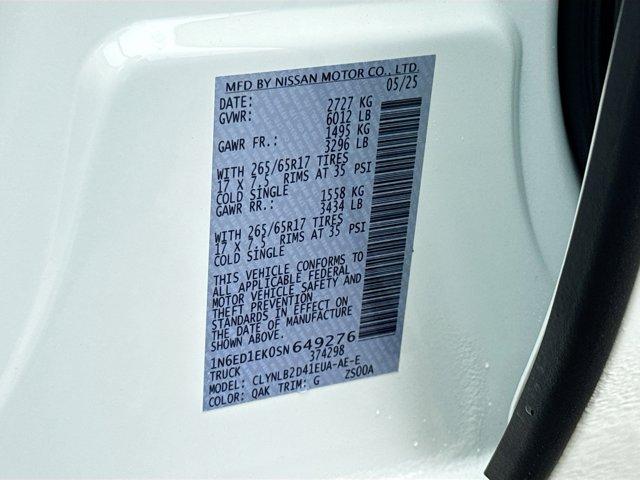 MFD BY NISSAN MOTOR CO., LTD.
DATE: 05/25
GVWR: 2727 KG
6012 LB
GAWR FR.: 1495 KG
3296 LB
WITH 265/65R17 TIRES
17 X 7.5 RIMS AT 35 PSI
COLD SINGLE
GAWR RR.: 1558 KG
3434 LB
WITH 265/65R17 TIRES
17 X 7.5 RIMS AT 35 PSI
COLD SINGLE
THIS VEHICLE CONFORMS TO
ALL APPLICABLE FEDERAL
MOTOR VEHICLE SAFETY AND
THEFT PREVENTION
STANDARDS IN EFFECT ON
THE DATE OF MANUFACTURE
SHOWN ABOVE.
1N6ED1EK0SN649276
TRUCK 374298
MODEL: CLYNLB2D41EUA-AE-E
COLOR: QAK TRIM: G ZS00A